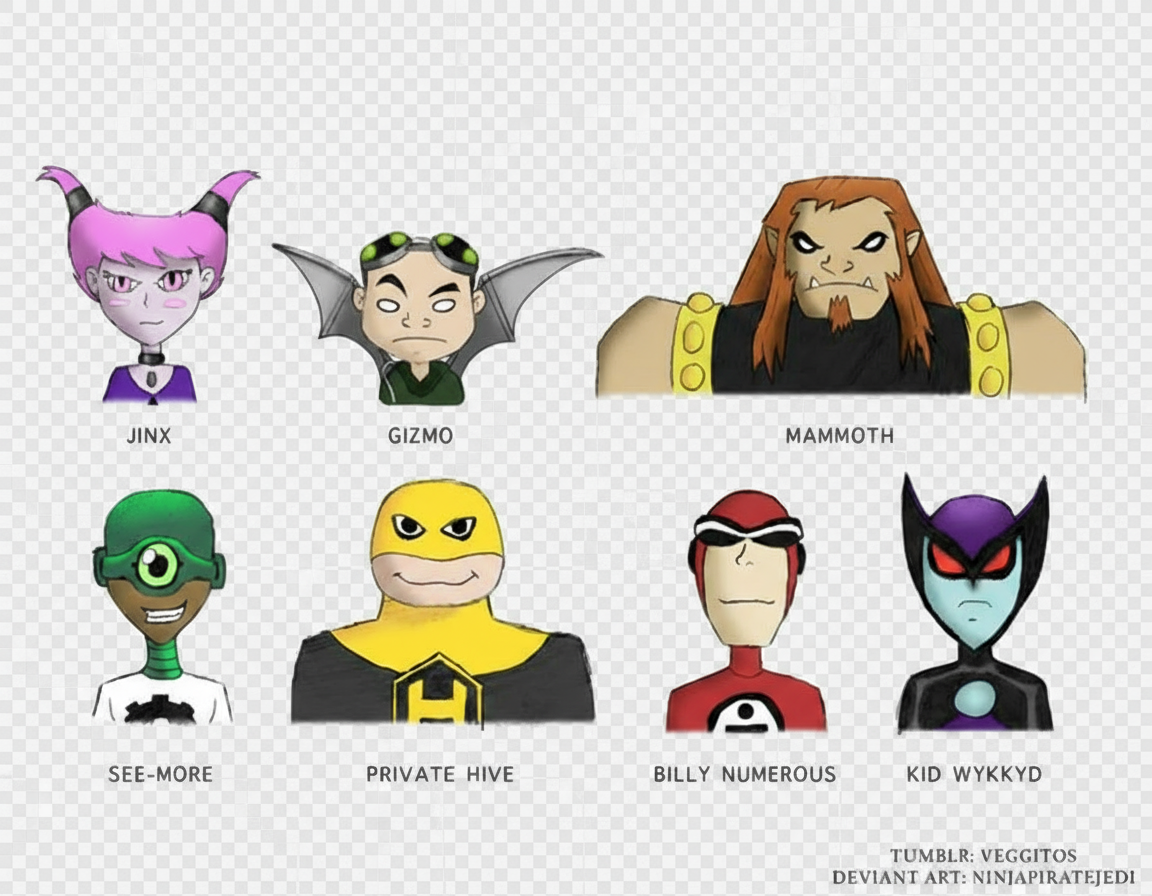 JINX
GIZMO
MAMMOTH
SEE-MORE
PRIVATE HIVE
BILLY NUMEROUS
KID WYKKYD
TUMBLR: VEGGITOS
DEVIANT ART: NINJAPIRATEJEDI